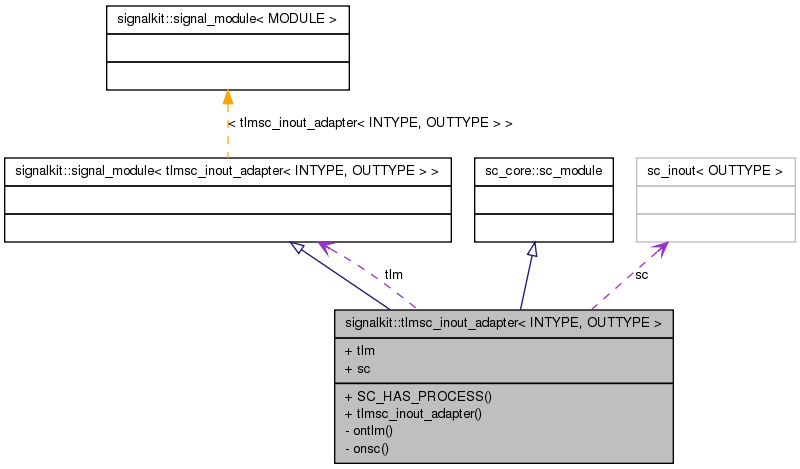 signalkit::signal_module< MODULE >
< tlmsc_inout_adapter< INTYPE, OUTTYPE > >
signalkit::signal_module< tlmsc_inout_adapter< INTYPE, OUTTYPE > >
sc_core::sc_module
sc_inout< OUTTYPE >
tlm
sc
signalkit::tlmsc_inout_adapter< INTYPE, OUTTYPE >
+ tlm
+ sc
+ SC_HAS_PROCESS()
+ tlmsc_inout_adapter()
- ontlm()
- onsc()